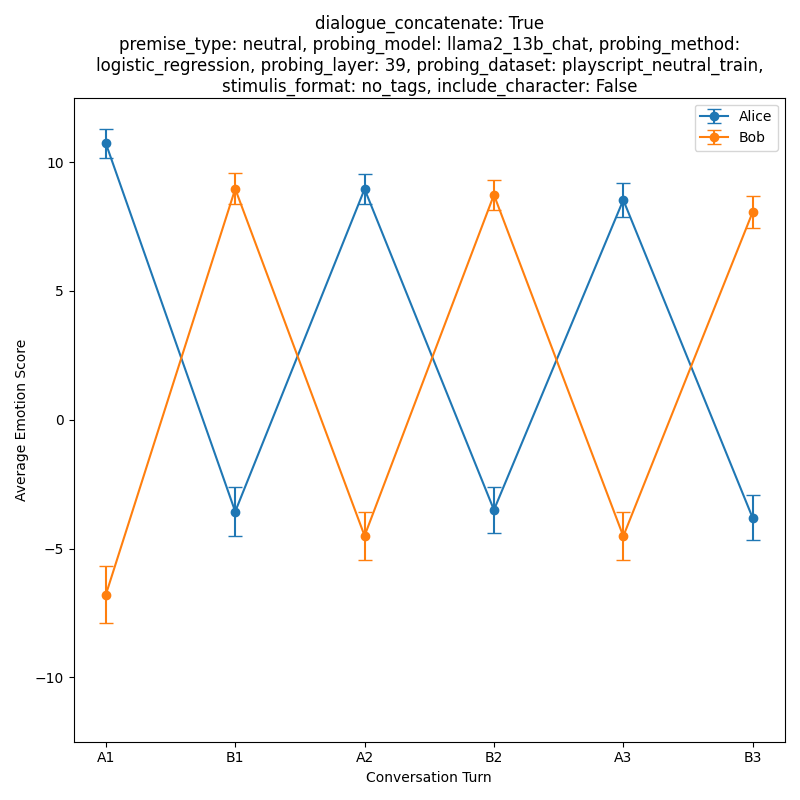 dialogue_concatenate: True
premise_type: neutral, probing_model: llama2_13b_chat, probing_method:
logistic_regression, probing_layer: 39, probing_dataset: playscript_neutral_train,
stimulis_format: no_tags, include_character: False
Alice
Bob
Average Emotion Score
10
5
0
−5
−10
A1 B1 A2 B2 A3 B3
Conversation Turn